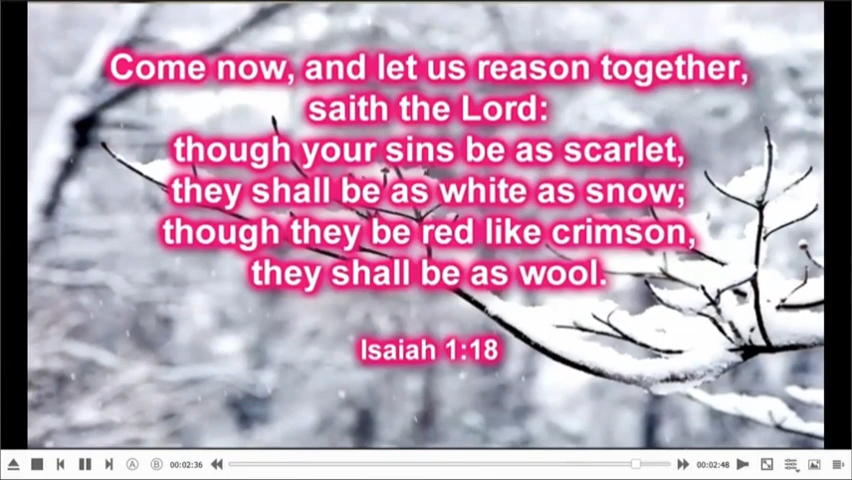 Come now, and let us reason together,
saith the Lord:
though your sins be as scarlet,
they shall be as white as snow;
though they be red like crimson,
they shall be as wool.
Isaiah 1:18
A B 00:02:36 00:02:48